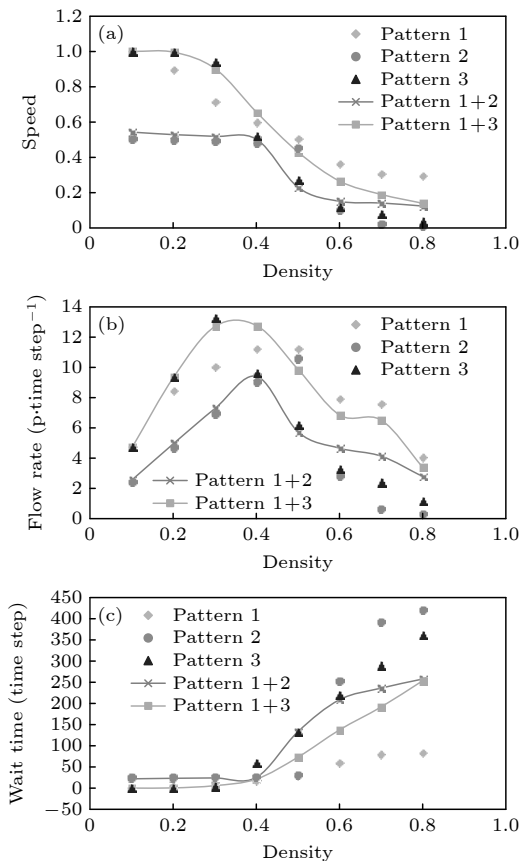 1.2
(a)
Pattern 1
1.0
Pattern 2
Pattern 3
0.8
Pattern 1+2
0.6
Pattern 1+3
Speed
0.4
0.2
0
0 0.2 0.4 0.6 0.8 1.0
Density
14
(b)
Pattern 1
12
Pattern 2
10
Pattern 3
8
Flow rate (p·time step⁻¹)
6
4
Pattern 1+2
2
Pattern 1+3
0
0 0.2 0.4 0.6 0.8 1.0
Density
450
(c)
Pattern 1
400
Pattern 2
350
300
Pattern 3
250
Pattern 1+2
200
Pattern 1+3
Wait time (time step)
150
100
50
0
−50
0 0.2 0.4 0.6 0.8 1.0
Density